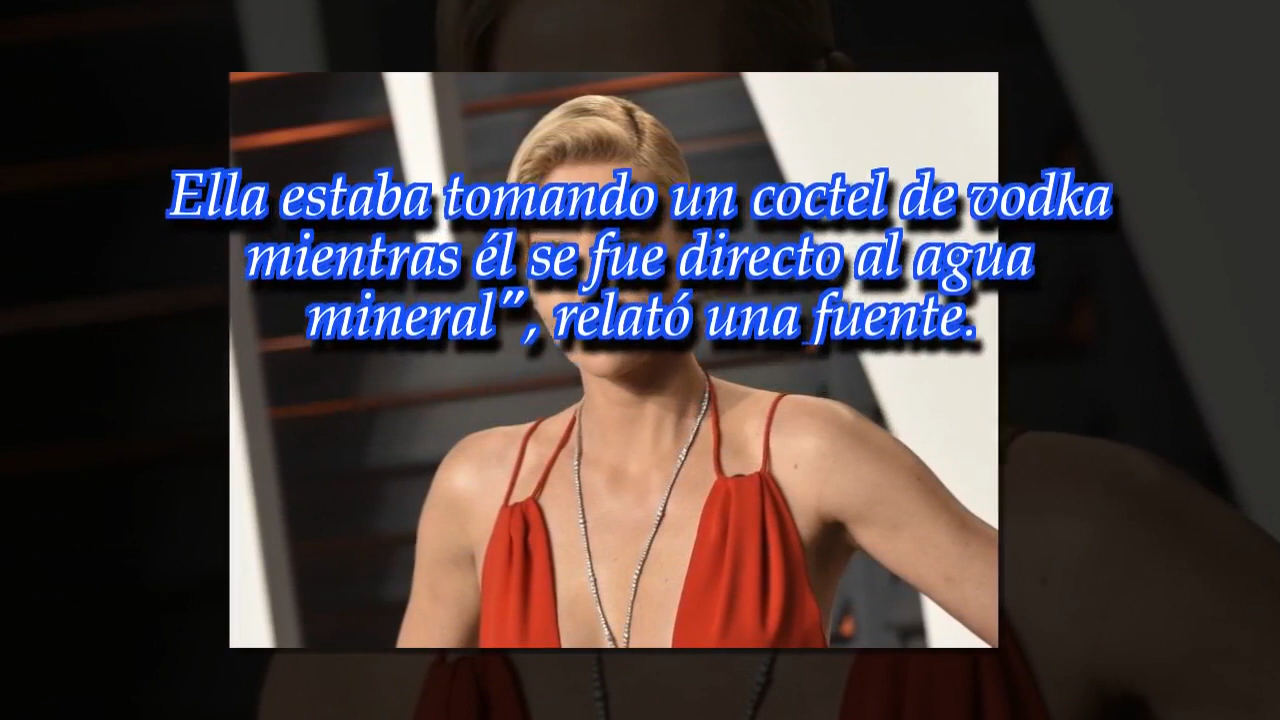 Ella estaba tomando un coctel de vodka
mientras él se fue directo al agua
mineral”, relató una fuente.